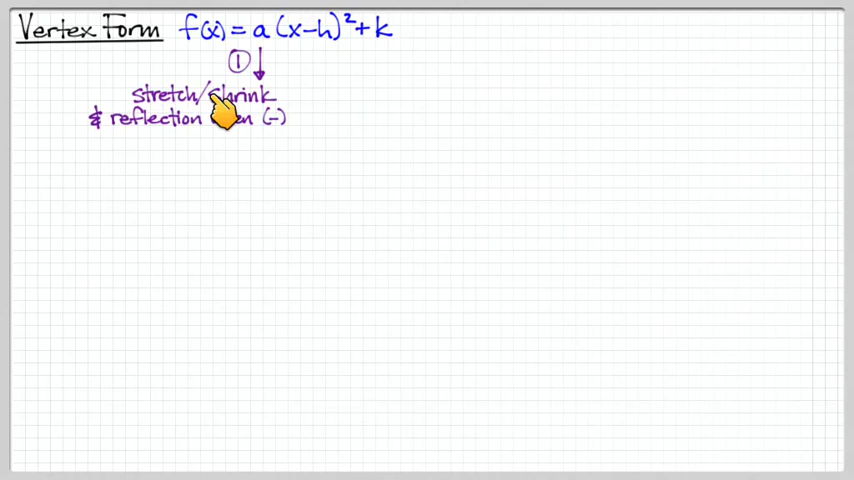 Vertex Form f(x) = a (x-h)² + k
① ↓
stretch/shrink
& reflection (-)